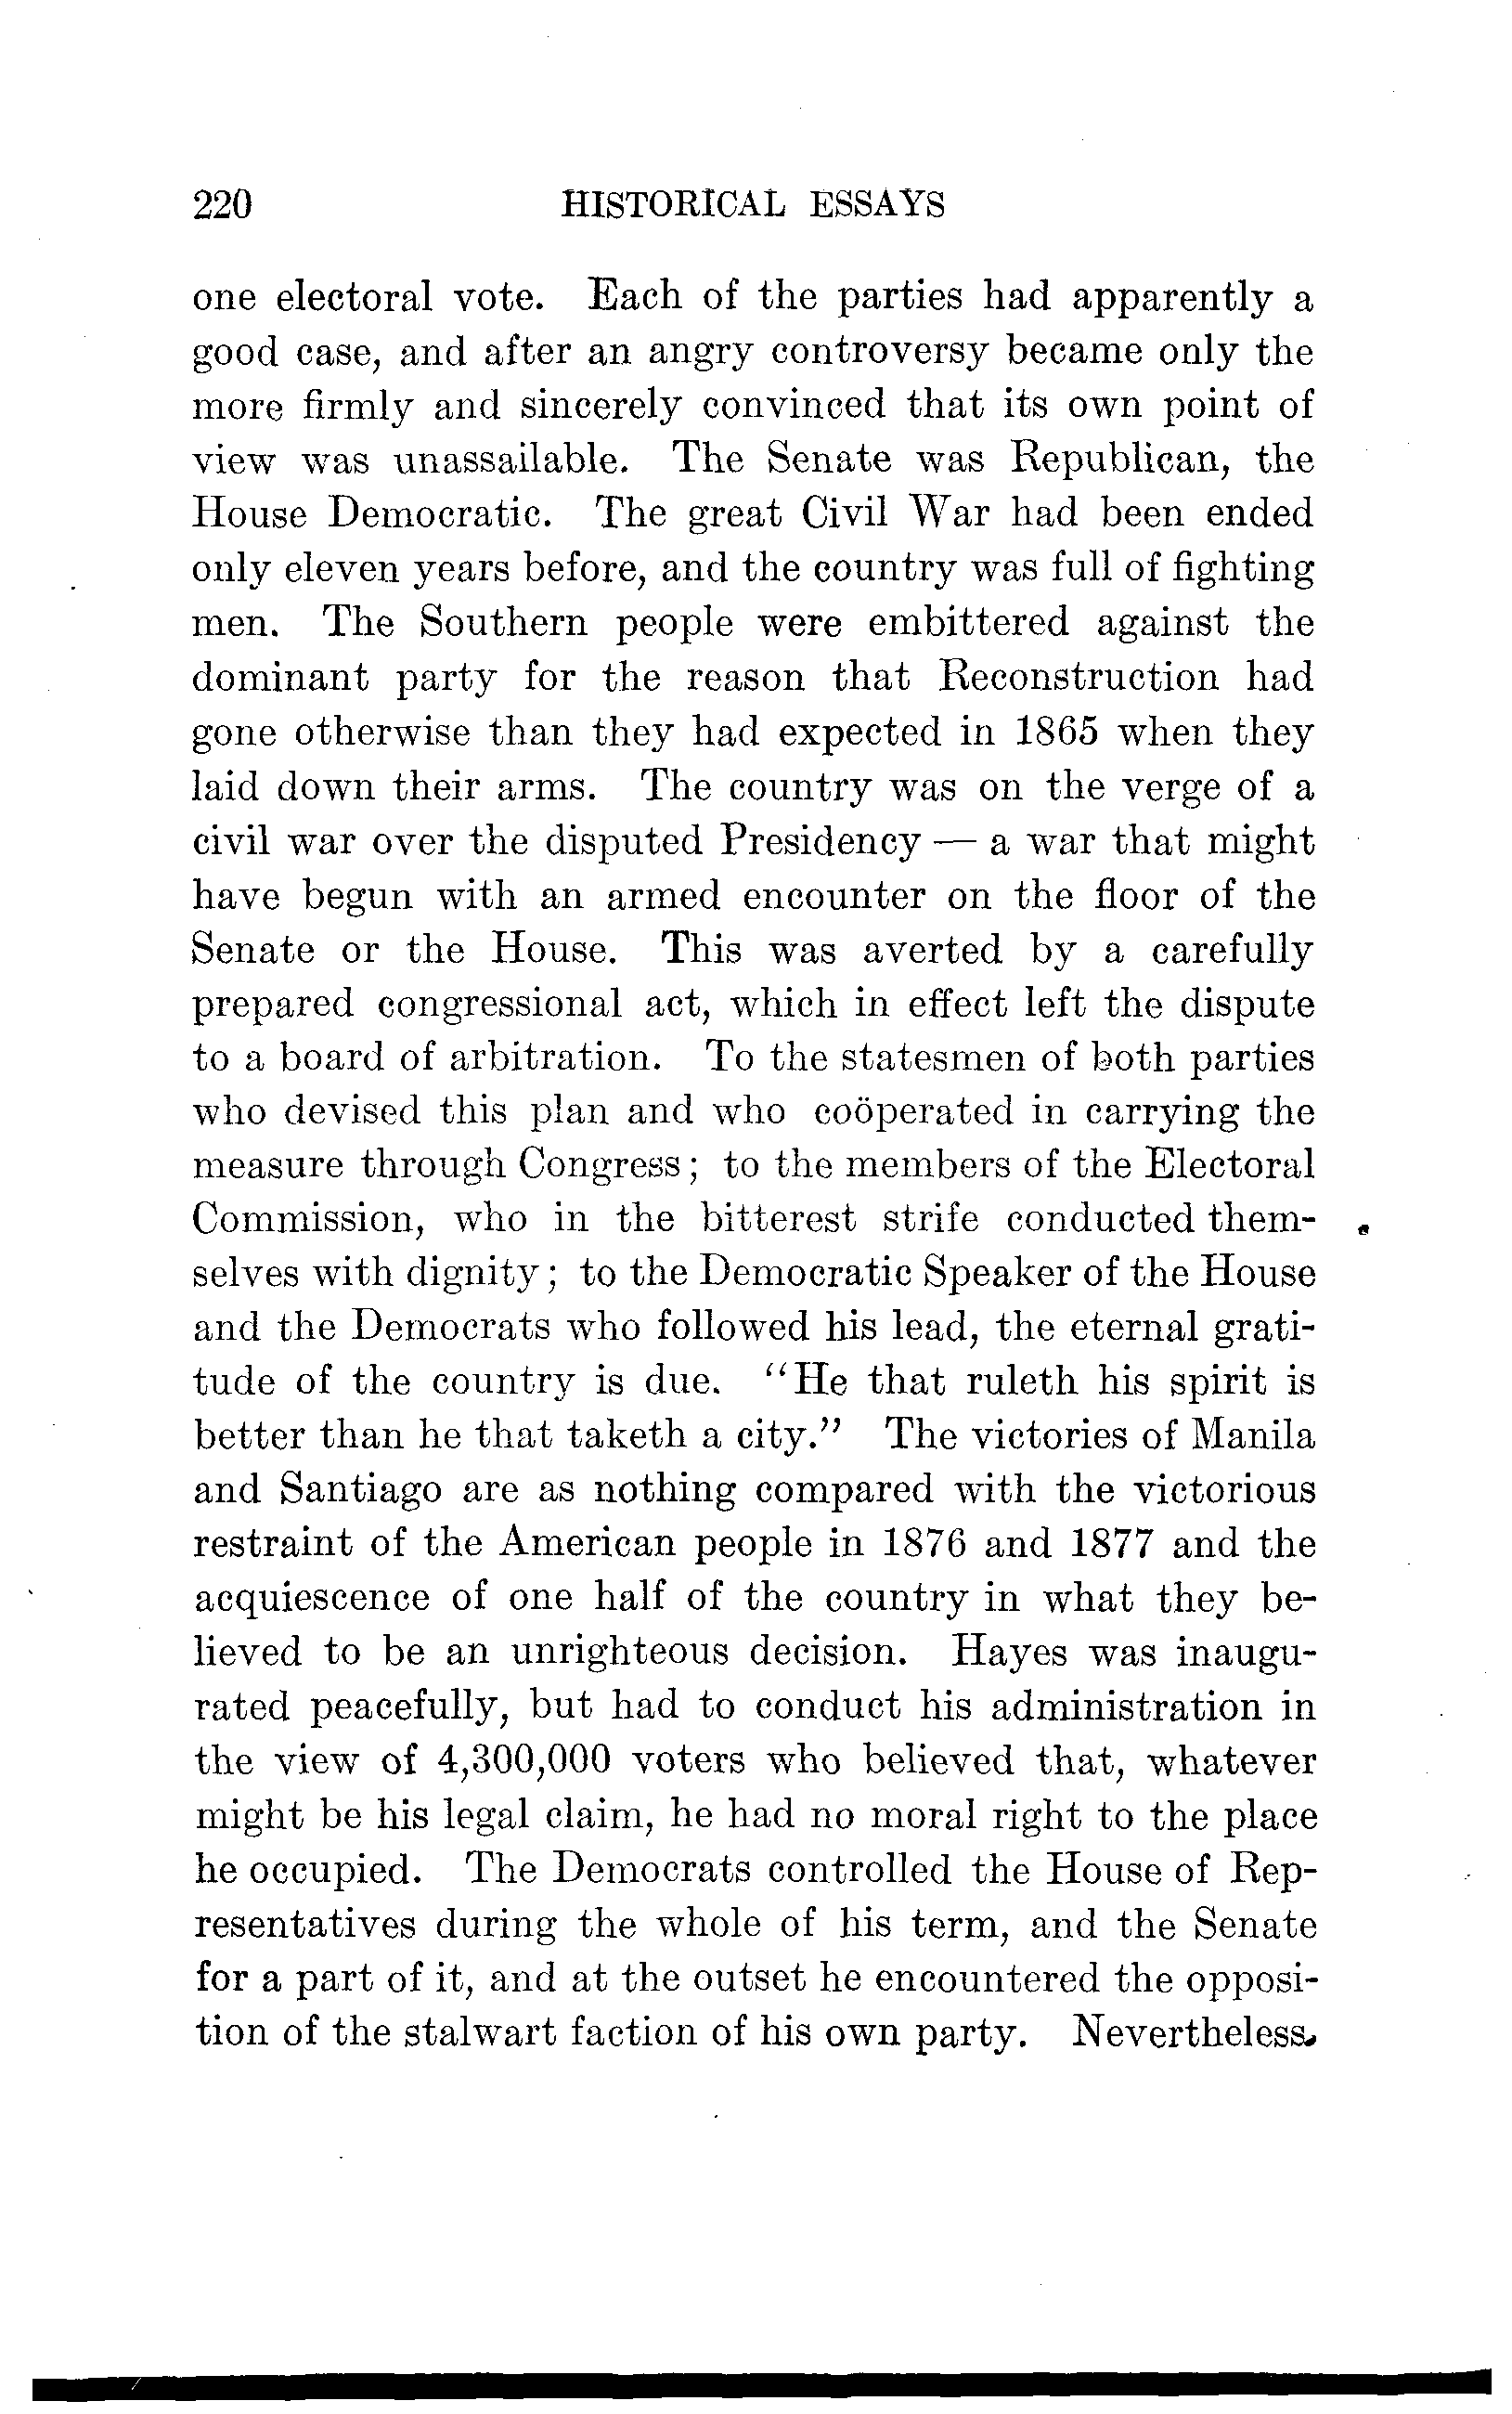 220 HISTORICAL ESSAYS
one electoral vote. Each of the parties had apparently a
good case, and after an angry controversy became only the
more firmly and sincerely convinced that its own point of
view was unassailable. The Senate was Republican, the
House Democratic. The great Civil War had been ended
only eleven years before, and the country was full of fighting
men. The Southern people were embittered against the
dominant party for the reason that Reconstruction had
gone otherwise than they had expected in 1865 when they
laid down their arms. The country was on the verge of a
civil war over the disputed Presidency — a war that might
have begun with an armed encounter on the floor of the
Senate or the House. This was averted by a carefully
prepared congressional act, which in effect left the dispute
to a board of arbitration. To the statesmen of both parties
who devised this plan and who coöperated in carrying the
measure through Congress; to the members of the Electoral
Commission, who in the bitterest strife conducted them-
selves with dignity; to the Democratic Speaker of the House
and the Democrats who followed his lead, the eternal grati-
tude of the country is due. "He that ruleth his spirit is
better than he that taketh a city." The victories of Manila
and Santiago are as nothing compared with the victorious
restraint of the American people in 1876 and 1877 and the
acquiescence of one half of the country in what they be-
lieved to be an unrighteous decision. Hayes was inaugu-
rated peacefully, but had to conduct his administration in
the view of 4,300,000 voters who believed that, whatever
might be his legal claim, he had no moral right to the place
he occupied. The Democrats controlled the House of Rep-
resentatives during the whole of his term, and the Senate
for a part of it, and at the outset he encountered the opposi-
tion of the stalwart faction of his own party. Nevertheless,